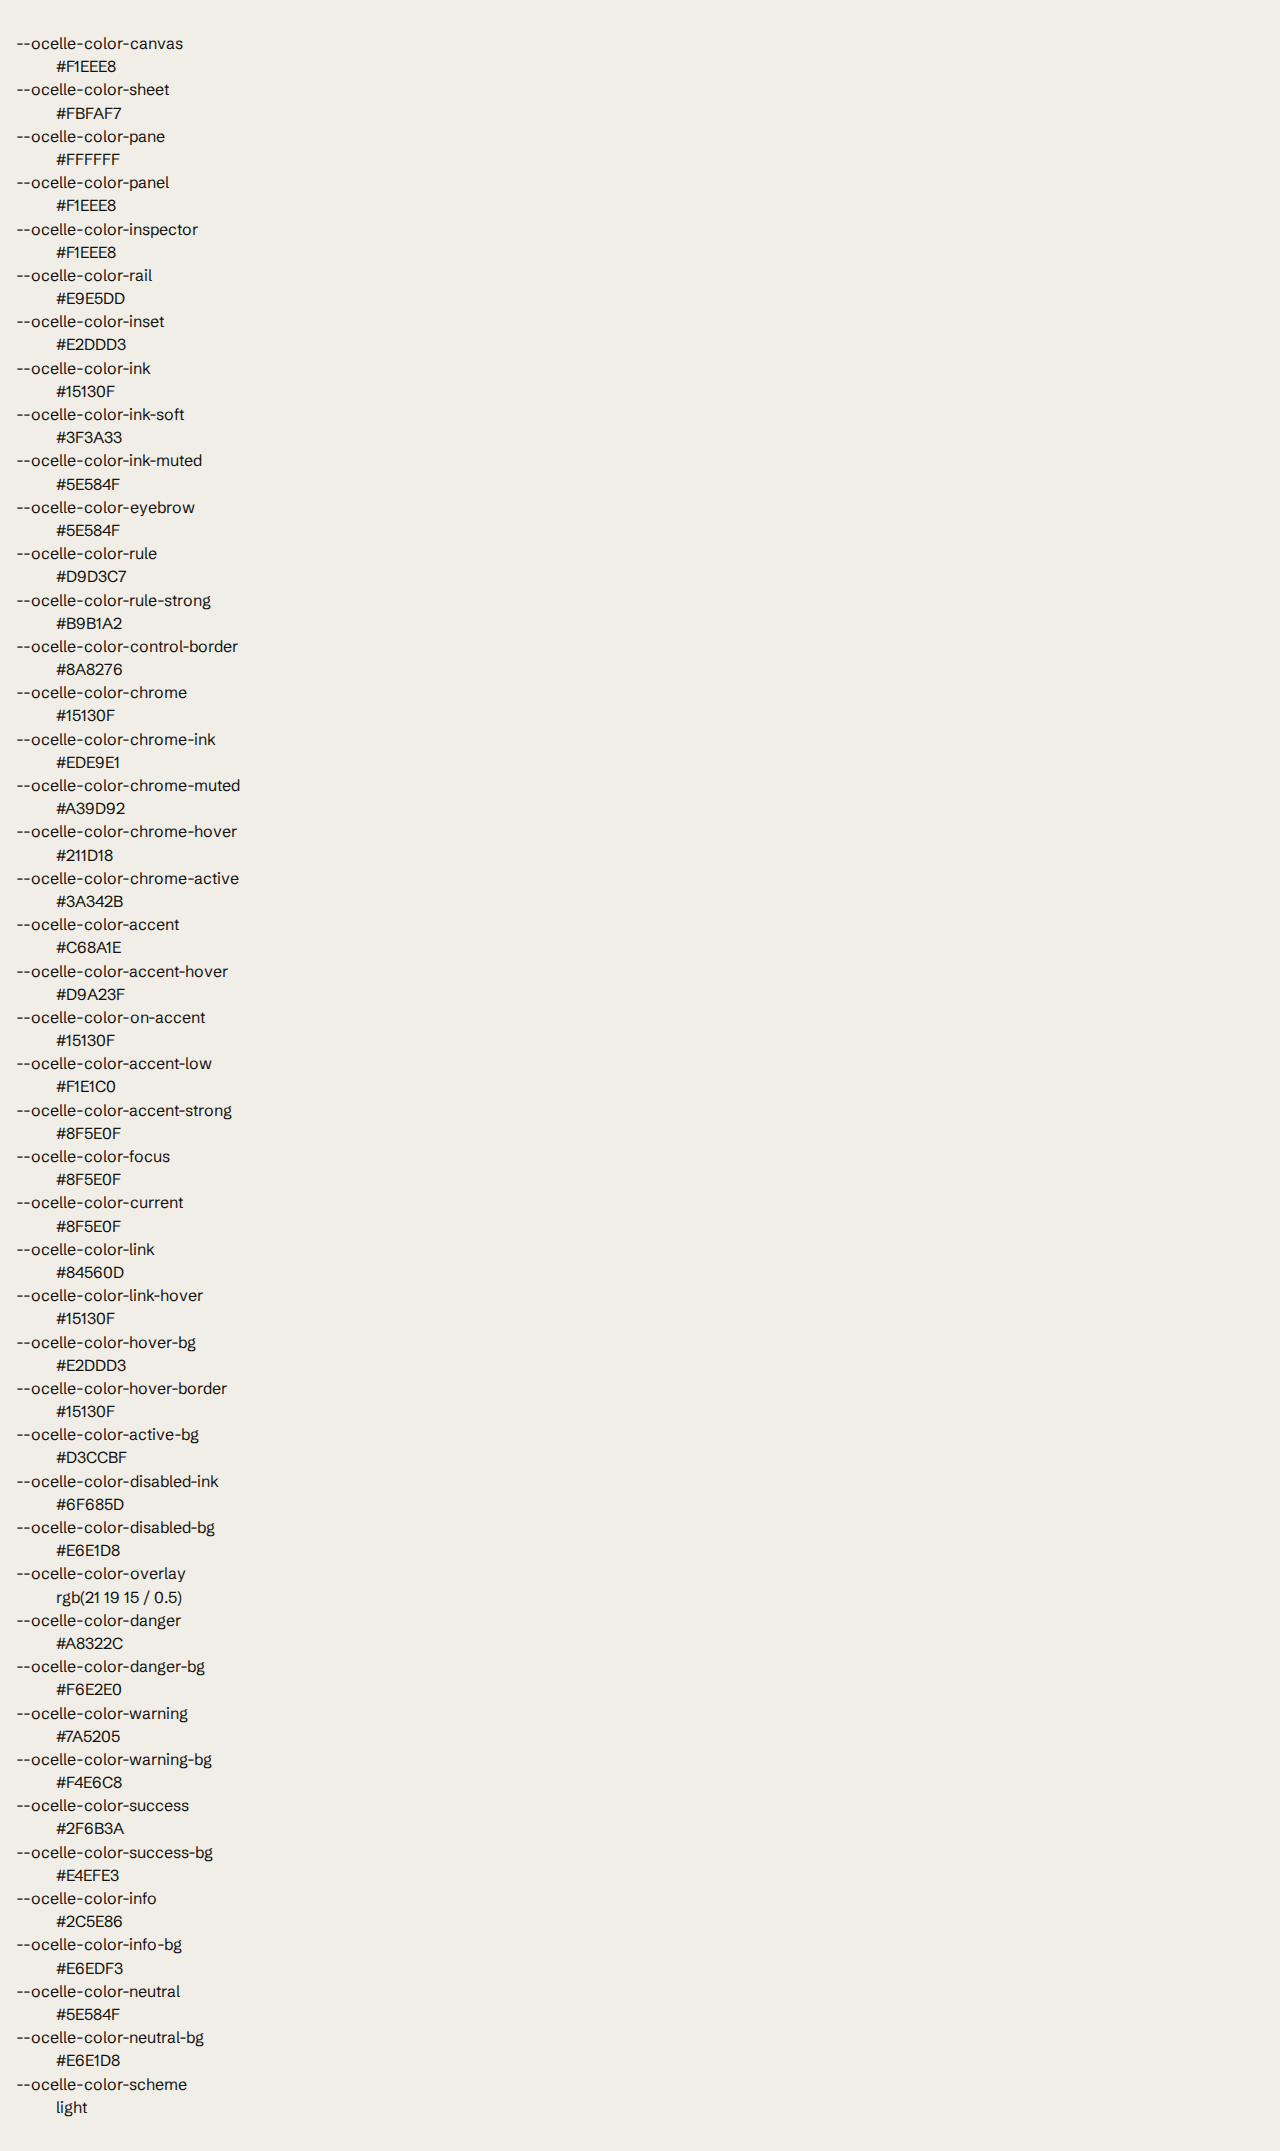 --ocelle-color-canvas
#F1EEE8
--ocelle-color-sheet
#FBFAF7
--ocelle-color-pane
#FFFFFF
--ocelle-color-panel
#F1EEE8
--ocelle-color-inspector
#F1EEE8
--ocelle-color-rail
#E9E5DD
--ocelle-color-inset
#E2DDD3
--ocelle-color-ink
#15130F
--ocelle-color-ink-soft
#3F3A33
--ocelle-color-ink-muted
#5E584F
--ocelle-color-eyebrow
#5E584F
--ocelle-color-rule
#D9D3C7
--ocelle-color-rule-strong
#B9B1A2
--ocelle-color-control-border
#8A8276
--ocelle-color-chrome
#15130F
--ocelle-color-chrome-ink
#EDE9E1
--ocelle-color-chrome-muted
#A39D92
--ocelle-color-chrome-hover
#211D18
--ocelle-color-chrome-active
#3A342B
--ocelle-color-accent
#C68A1E
--ocelle-color-accent-hover
#D9A23F
--ocelle-color-on-accent
#15130F
--ocelle-color-accent-low
#F1E1C0
--ocelle-color-accent-strong
#8F5E0F
--ocelle-color-focus
#8F5E0F
--ocelle-color-current
#8F5E0F
--ocelle-color-link
#84560D
--ocelle-color-link-hover
#15130F
--ocelle-color-hover-bg
#E2DDD3
--ocelle-color-hover-border
#15130F
--ocelle-color-active-bg
#D3CCBF
--ocelle-color-disabled-ink
#6F685D
--ocelle-color-disabled-bg
#E6E1D8
--ocelle-color-overlay
rgb(21 19 15 / 0.5)
--ocelle-color-danger
#A8322C
--ocelle-color-danger-bg
#F6E2E0
--ocelle-color-warning
#7A5205
--ocelle-color-warning-bg
#F4E6C8
--ocelle-color-success
#2F6B3A
--ocelle-color-success-bg
#E4EFE3
--ocelle-color-info
#2C5E86
--ocelle-color-info-bg
#E6EDF3
--ocelle-color-neutral
#5E584F
--ocelle-color-neutral-bg
#E6E1D8
--ocelle-color-scheme
light